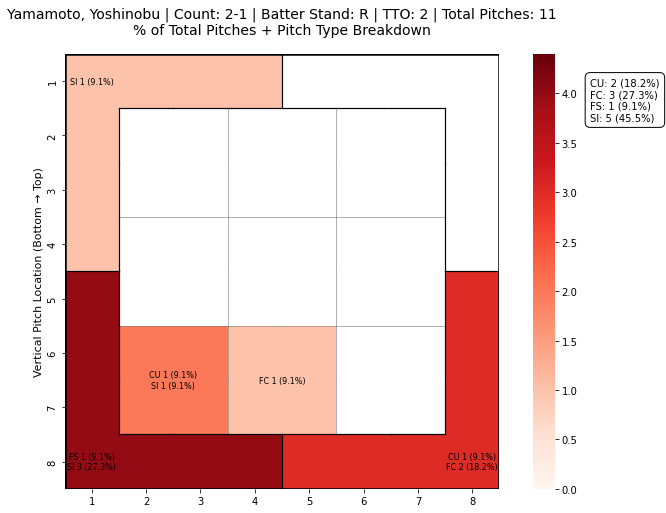 Yamamoto, Yoshinobu | Count: 2-1 | Batter Stand: R | TTO: 2 | Total Pitches: 11
% of Total Pitches + Pitch Type Breakdown
Vertical Pitch Location (Bottom → Top)
1
2
3
4
5
6
7
8
SI 1 (9.1%)
CU 1 (9.1%)
SI 1 (9.1%)
FC 1 (9.1%)
FS 1 (9.1%)
SI 3 (27.3%)
CU 1 (9.1%)
FC 2 (18.2%)
1 2 3 4 5 6 7 8
4.0
3.5
3.0
2.5
2.0
1.5
1.0
0.5
0.0
CU: 2 (18.2%)
FC: 3 (27.3%)
FS: 1 (9.1%)
SI: 5 (45.5%)